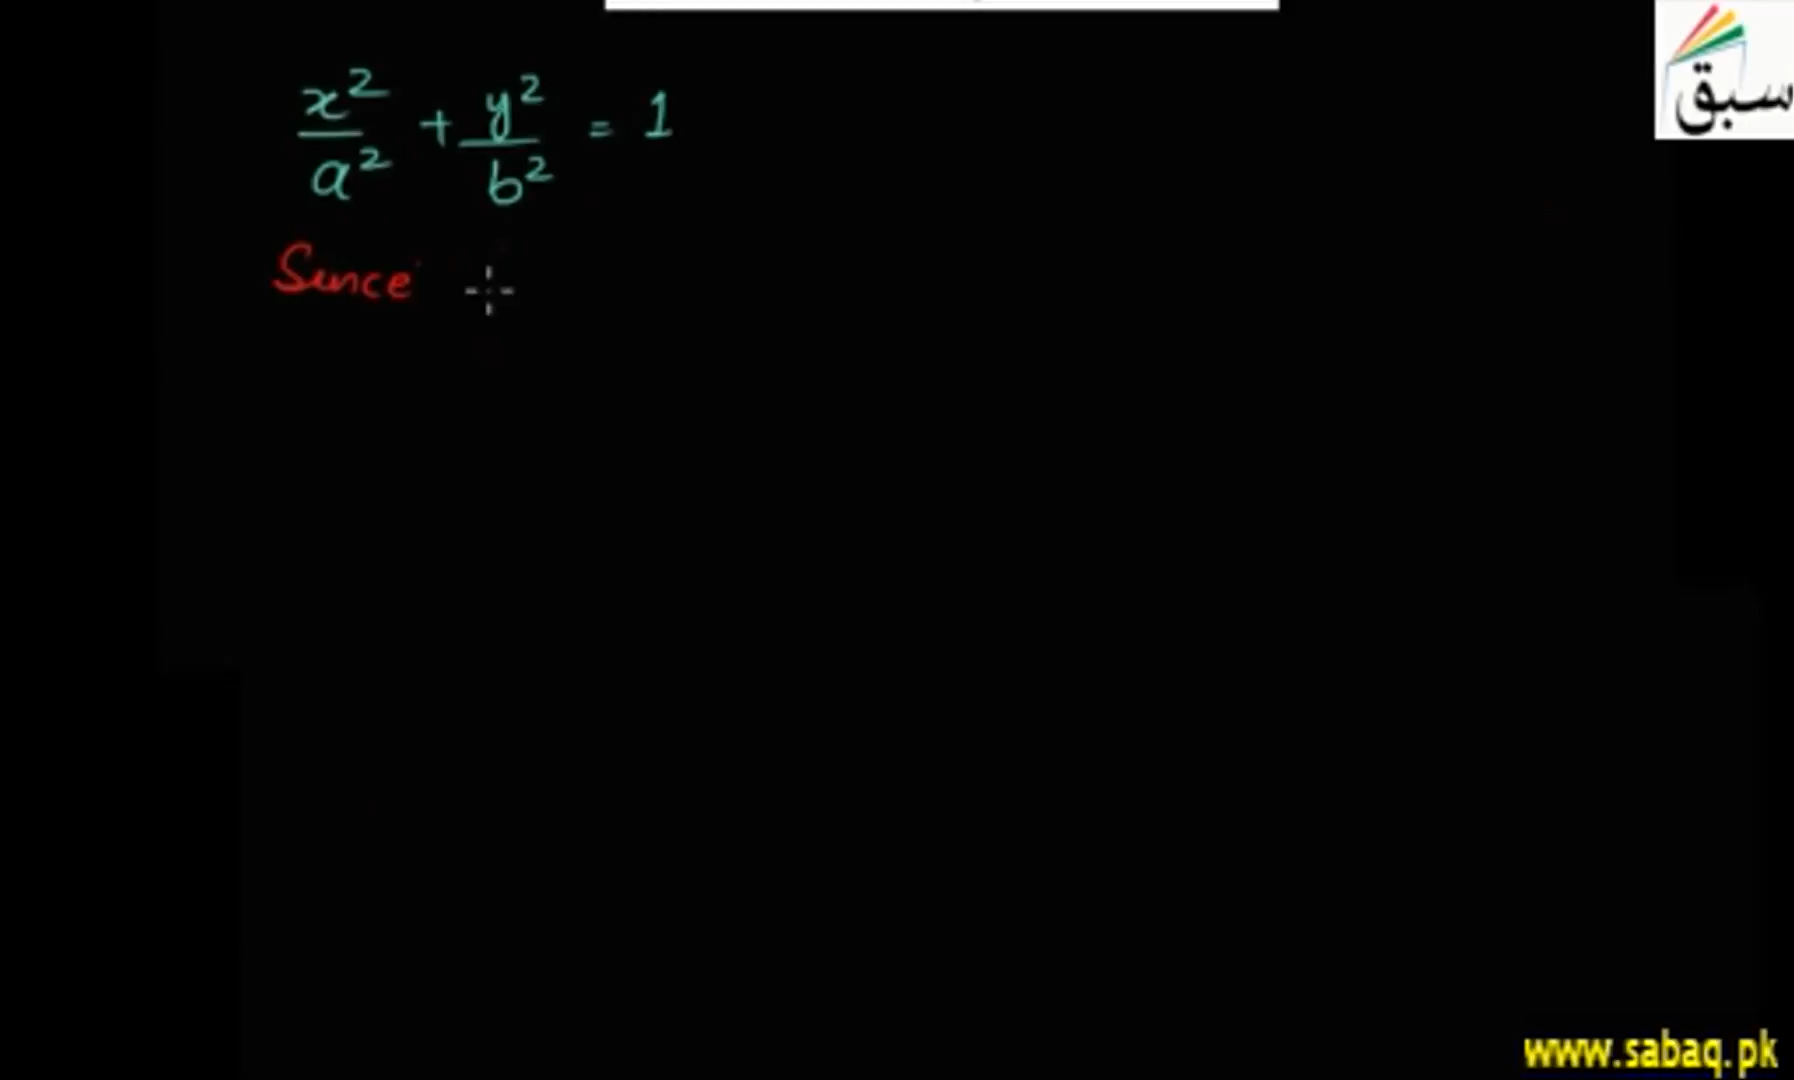 x²/a² + y²/b² = 1
Since
سبق
www.sabaq.pk